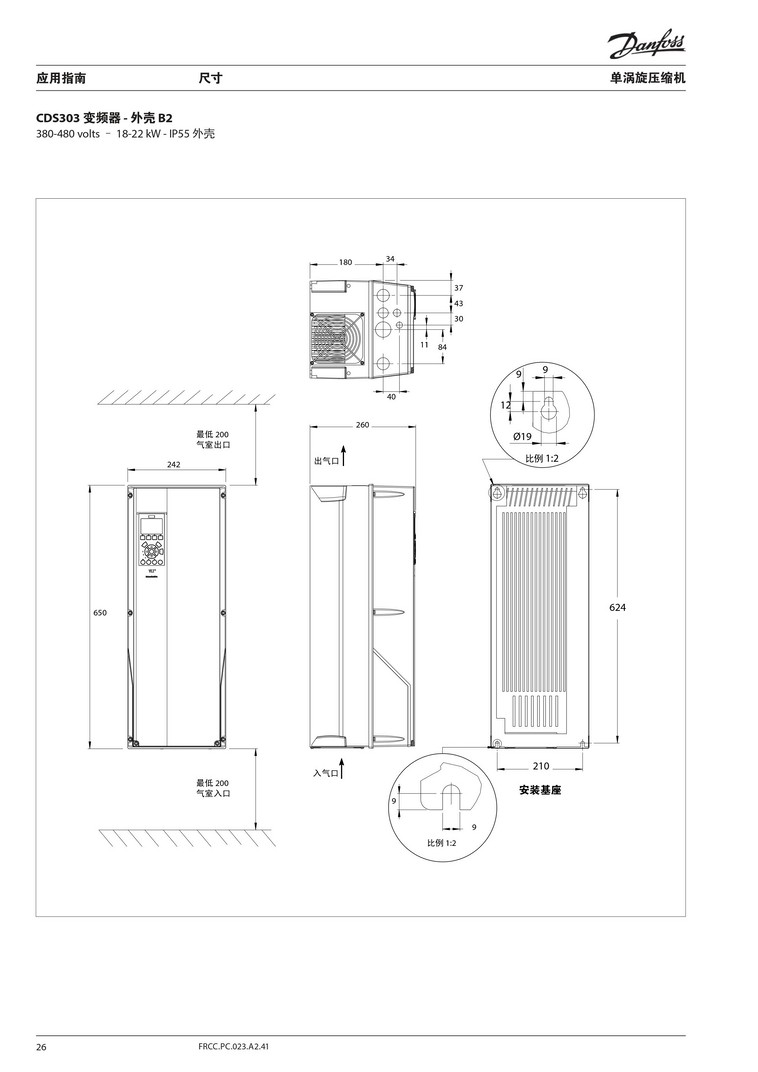 Danfoss
应用指南 尺寸 单涡旋压缩机
CDS303 变频器 - 外壳 B2
380-480 volts – 18-22 kW - IP55 外壳
180 34
37
43
30
11 84
40
9 9
12
Ø19
比例 1:2
最低 200
气室出口
260
出气口
242
650
624
入气口
210
安装基座
最低 200
气室入口
9
9
比例 1:2
26 FRCC.PC.023.A2.41